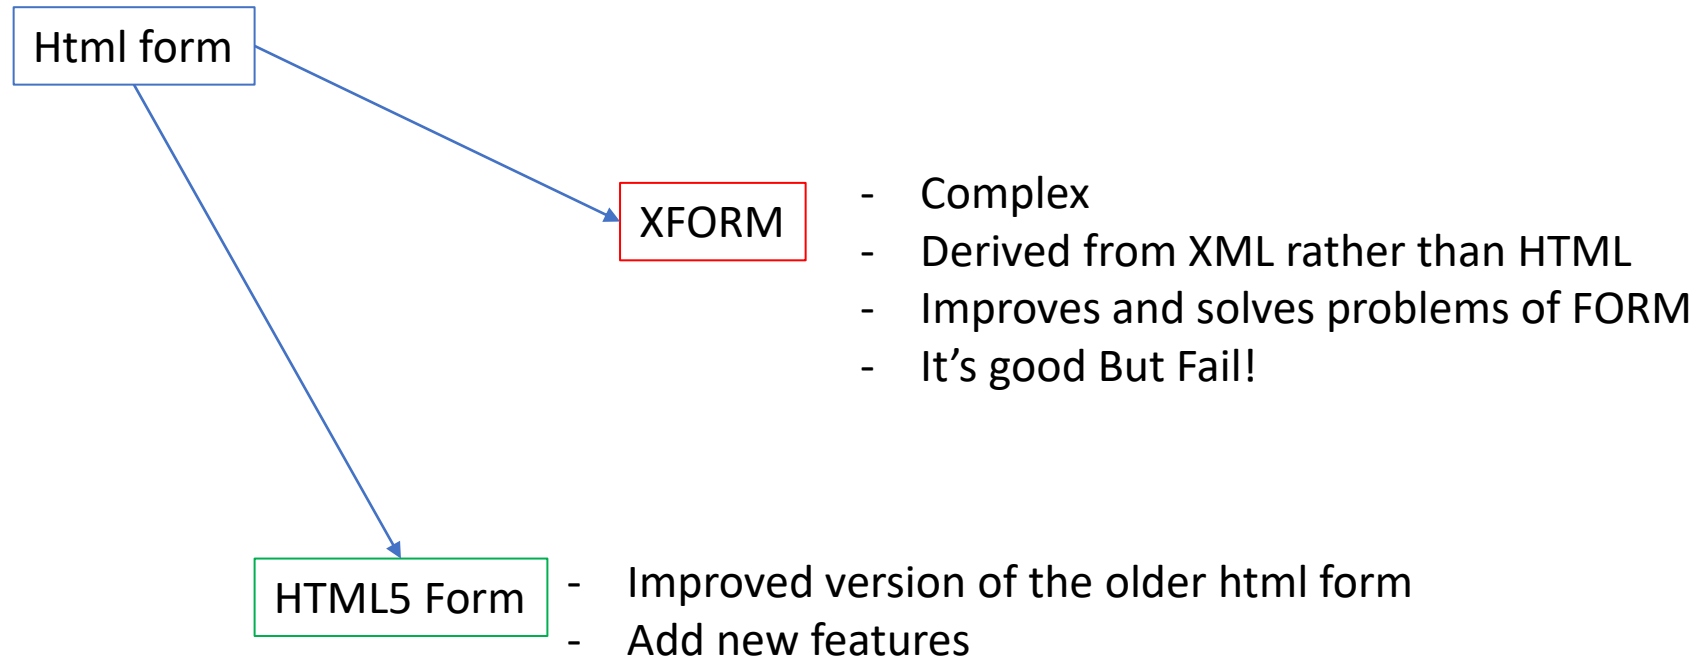 Html form
XFORM
- Complex
- Derived from XML rather than HTML
- Improves and solves problems of FORM
- It’s good But Fail!
HTML5 Form
- Improved version of the older html form
- Add new features